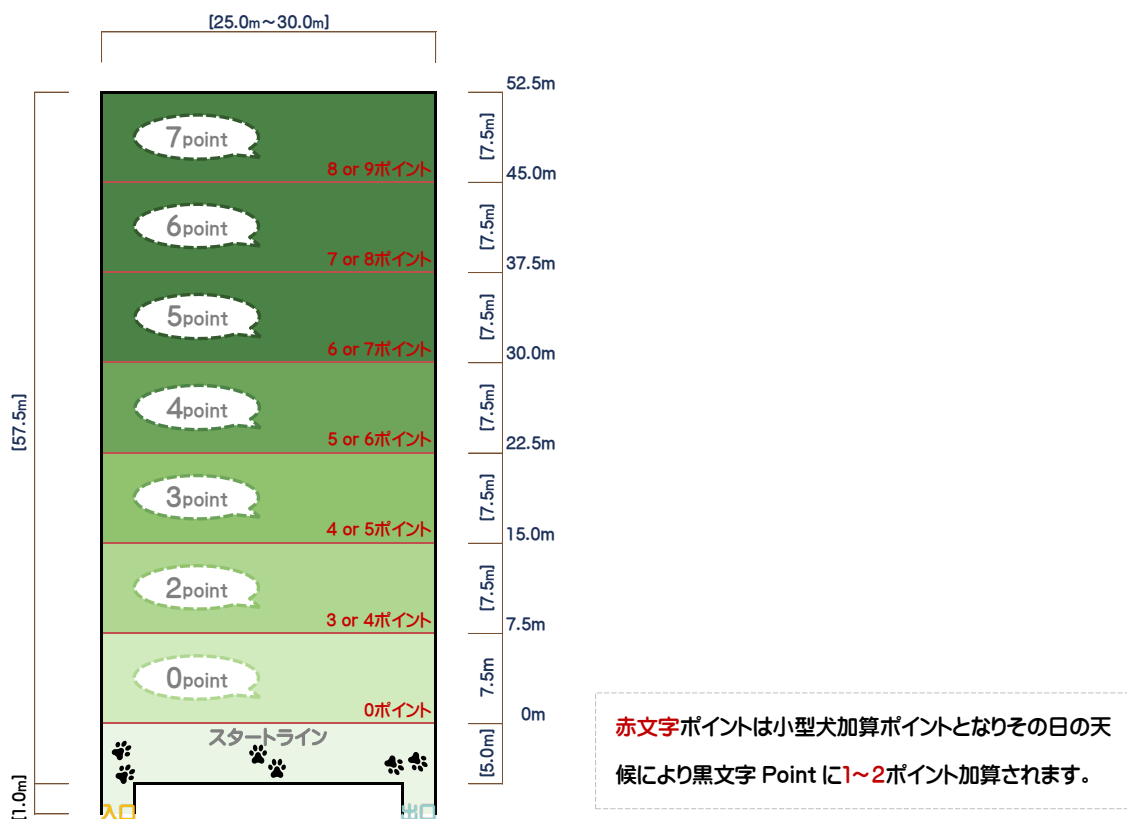 [25.0m～30.0m]
52.5m
7point
[7.5m]
8 or 9ポイント
45.0m
6point
[7.5m]
7 or 8ポイント
37.5m
5point
[7.5m]
6 or 7ポイント
30.0m
4point
[7.5m]
[57.5m]
5 or 6ポイント
22.5m
3point
[7.5m]
4 or 5ポイント
15.0m
2point
[7.5m]
3 or 4ポイント
7.5m
0point
7.5m
0ポイント
0m
スタートライン
[5.0m]
[1.0m]
入口
出口
赤文字ポイントは小型犬加算ポイントとなりその日の天
候により黒文字 Point に1～2ポイント加算されます。